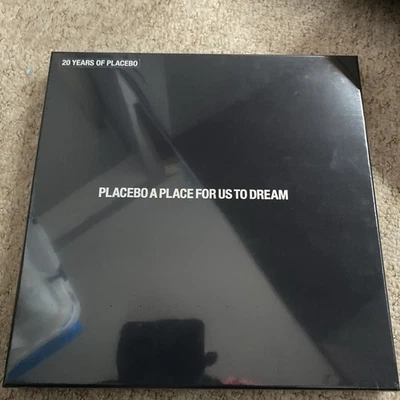 20 YEARS OF PLACEBO
PLACEBO A PLACE FOR US TO DREAM